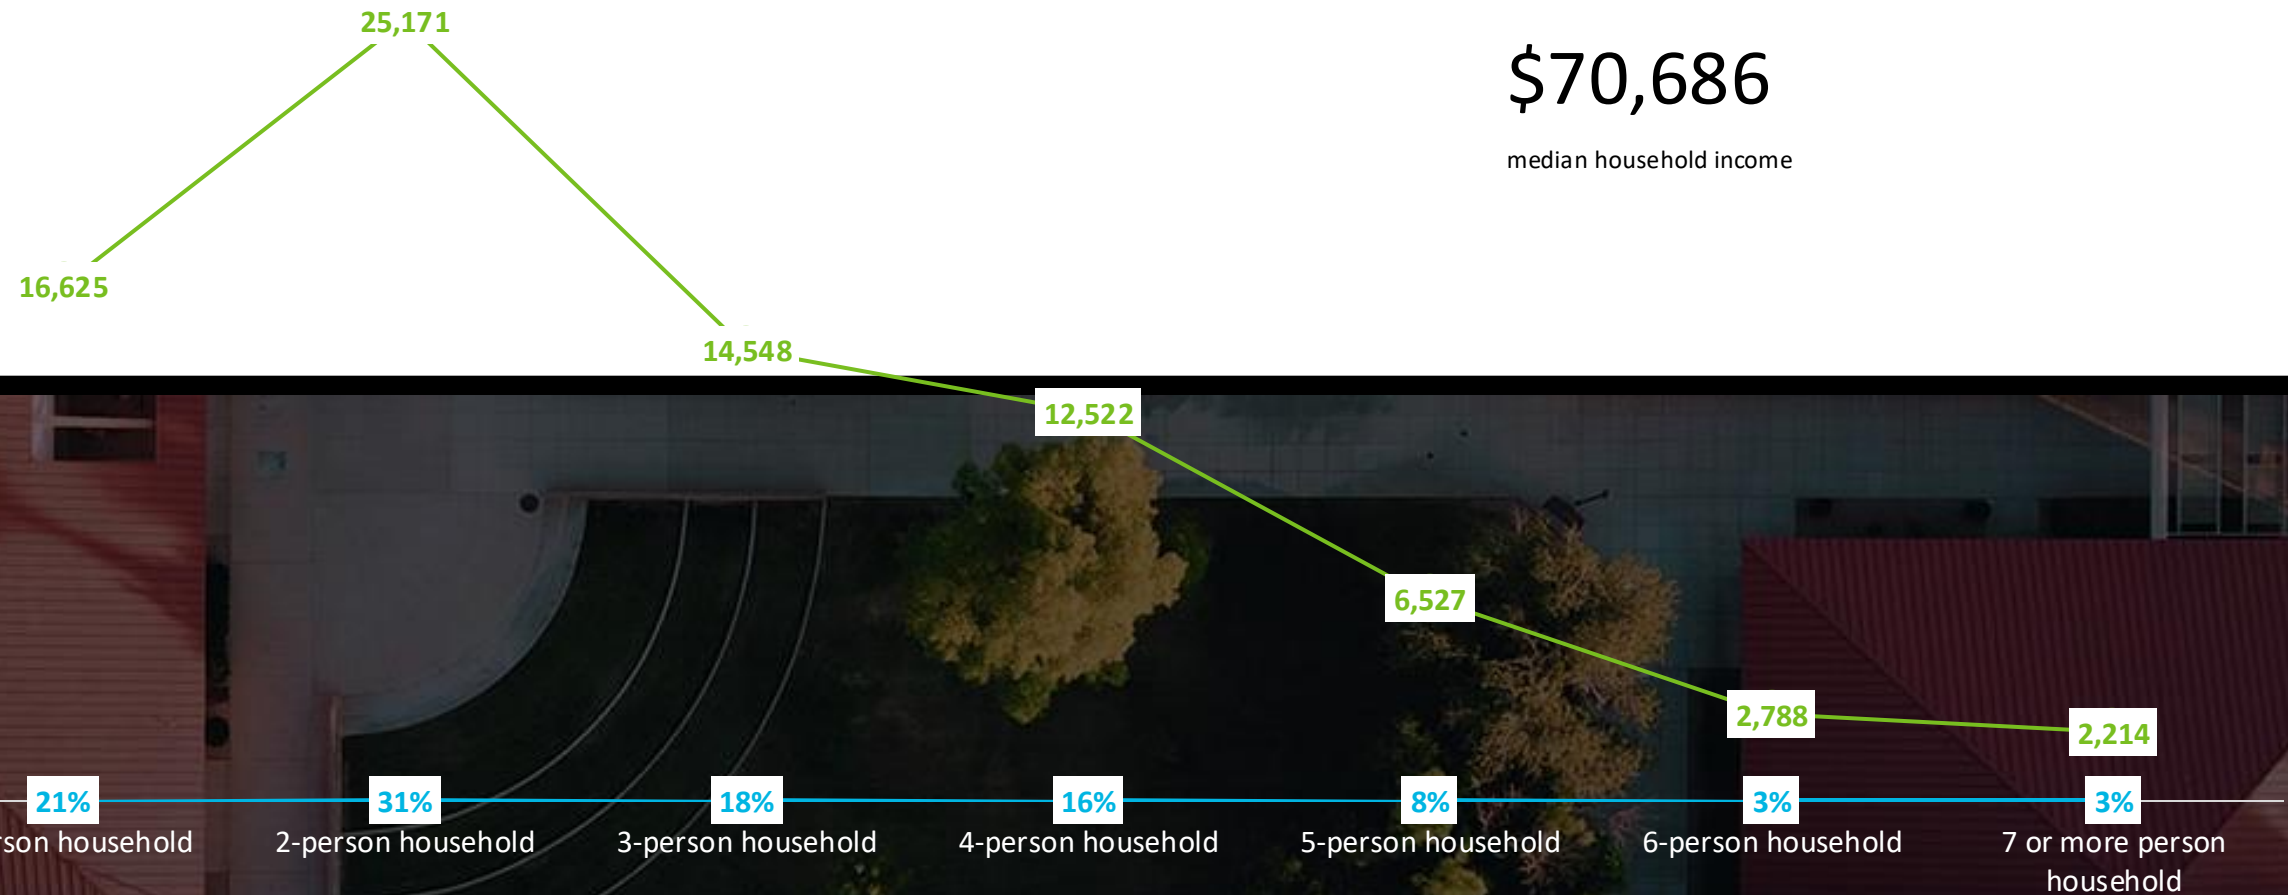 25,171
$70,686
median household income
16,625
14,548
12,522
6,527
2,788
2,214
21% 31% 18% 16% 8% 3% 3%
household 2-person household 3-person household 4-person household 5-person household 6-person household 7 or more person
household